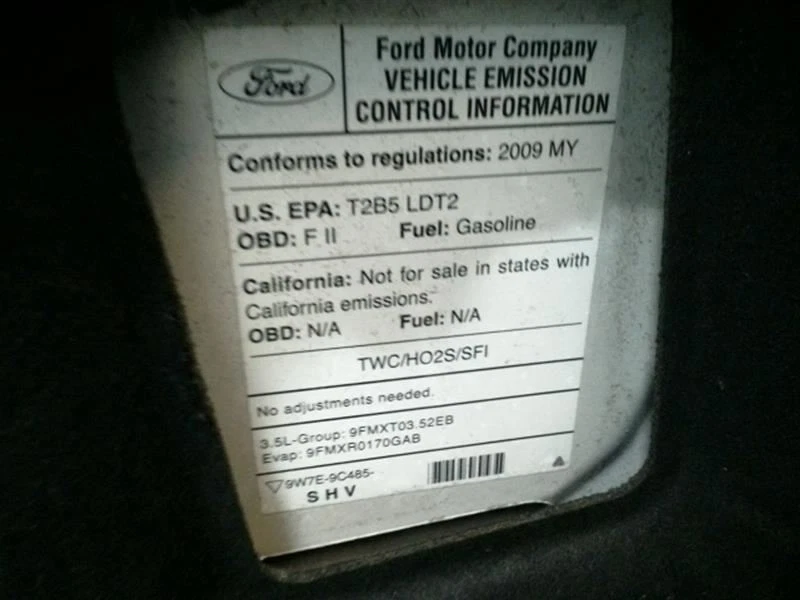 Ford
Ford Motor Company
VEHICLE EMISSION
CONTROL INFORMATION
Conforms to regulations: 2009 MY
U.S. EPA: T2B5 LDT2
OBD: F II Fuel: Gasoline
California: Not for sale in states with
California emissions.
OBD: N/A Fuel: N/A
TWC/HO2S/SFI
No adjustments needed.
3.5L-Group: 9FMXT03.52EB
Evap: 9FMXR0170GAB
9W7E-9C485-
S H V